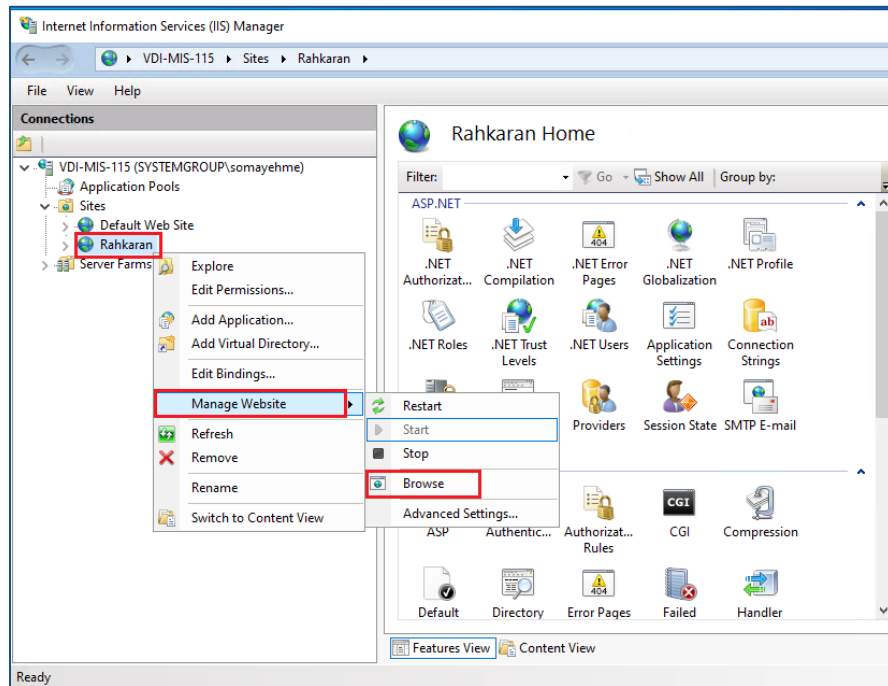 Internet Information Services (IIS) Manager
VDI-MIS-115 Sites Rahkaran
File View Help
Connections
VDI-MIS-115 (SYSTEMGROUP\somayehme)
Application Pools
Sites
Default Web Site
Rahkaran
Server Farms
Explore
Edit Permissions...
Add Application...
Add Virtual Directory...
Edit Bindings...
Manage Website
Refresh
Remove
Rename
Switch to Content View
Restart
Start
Stop
Browse
Advanced Settings...
Rahkaran Home
Filter: Go Show All Group by:
ASP.NET
.NET Authorizat...
.NET Compilation
.NET Error Pages
.NET Globalization
.NET Profile
.NET Roles
.NET Trust Levels
.NET Users
Application Settings
Connection Strings
Providers
Session State
SMTP E-mail
ASP
Authentic...
Authorizat... Rules
CGI
Compression
Default
Directory
Error Pages
Failed
Handler
Features View
Content View
Ready